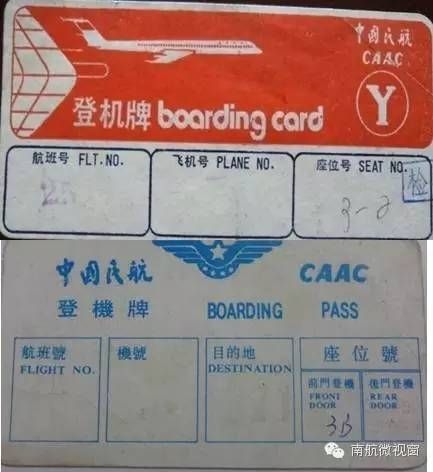 中國民航
CAAC
Y
登机牌 boarding card
航班号 FLT.NO.
飞机号 PLANE NO.
座位号 SEAT NO.
检
3-2
中國民航 CAAC
登機牌 BOARDING PASS
航班號
FLIGHT NO.
機號
目的地
DESTINATION
座位號
前門登機
FRONT
DOOR
後門登機
REAR
DOOR
3B
南航微视窗